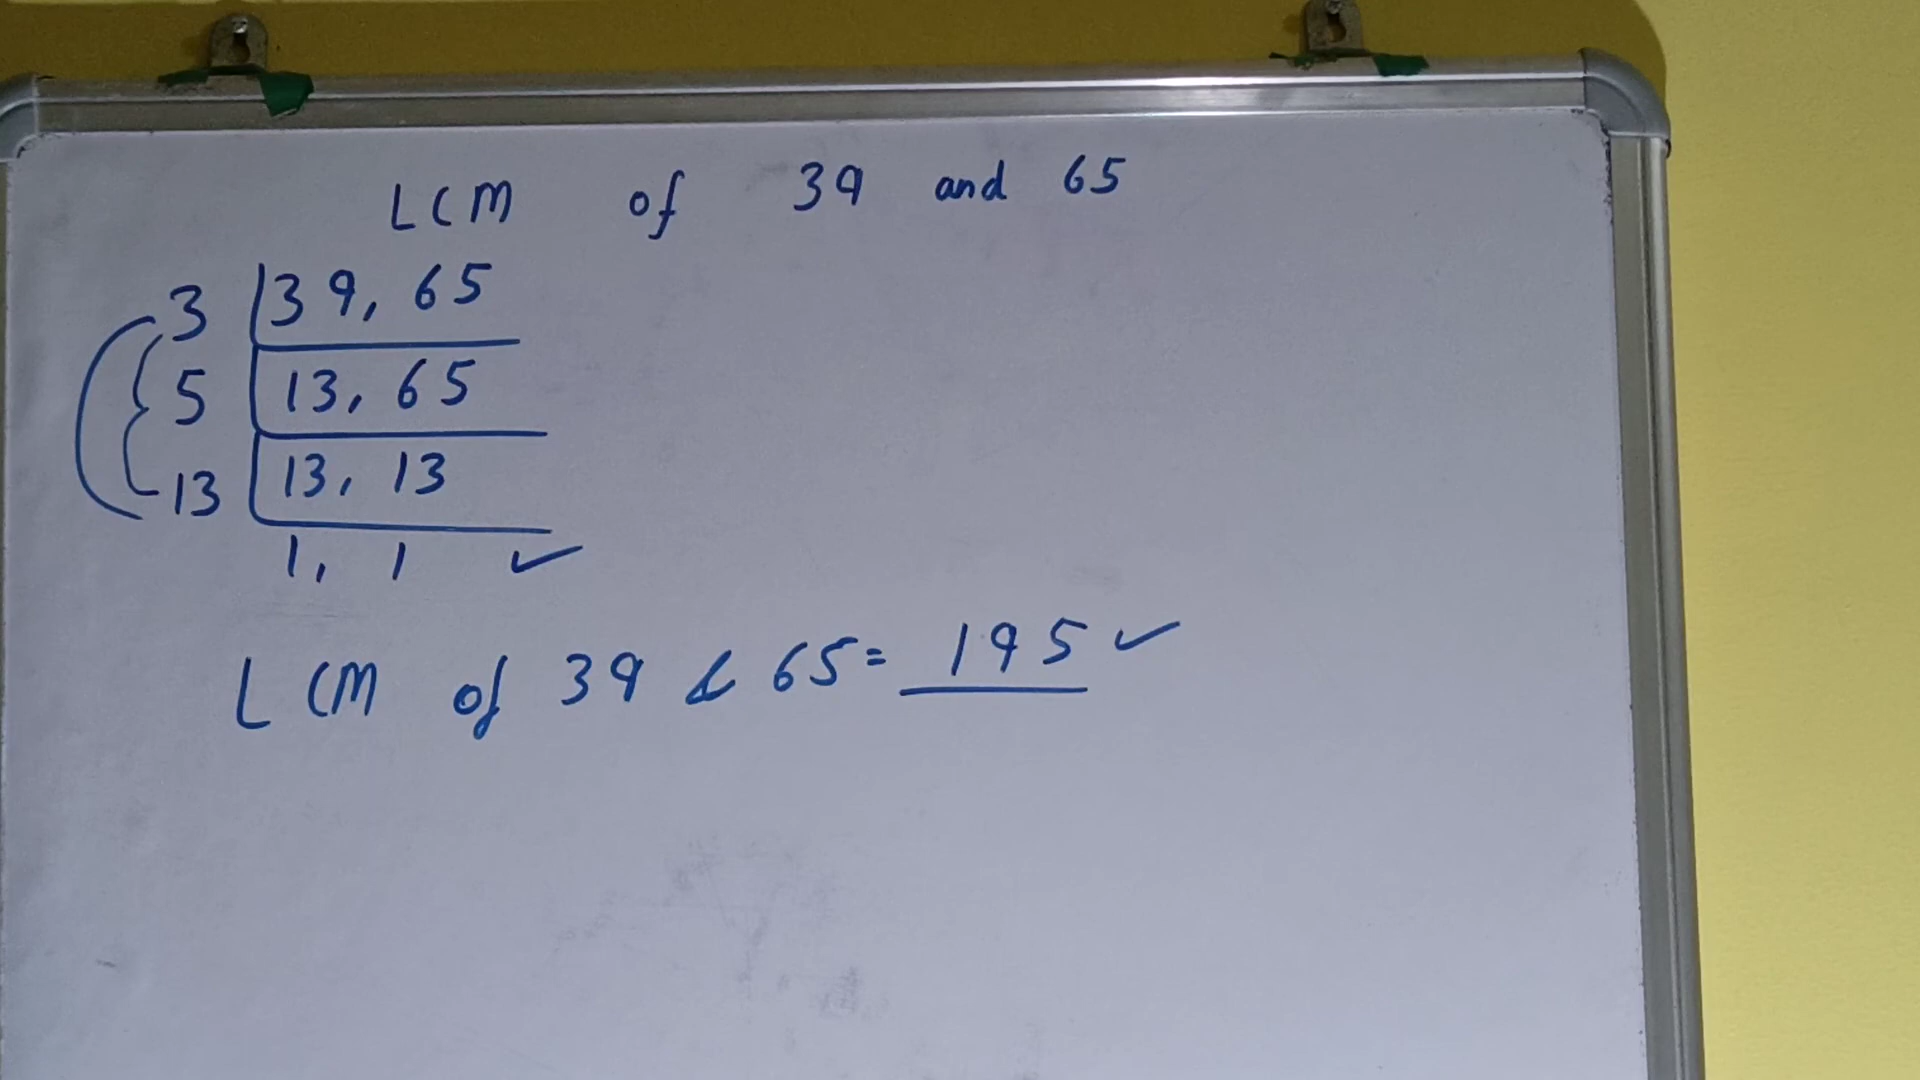 LCM of 39 and 65
3 | 39, 65
5 | 13, 65
13 | 13, 13
1, 1 ✓
LCM of 39 & 65 = 195 ✓